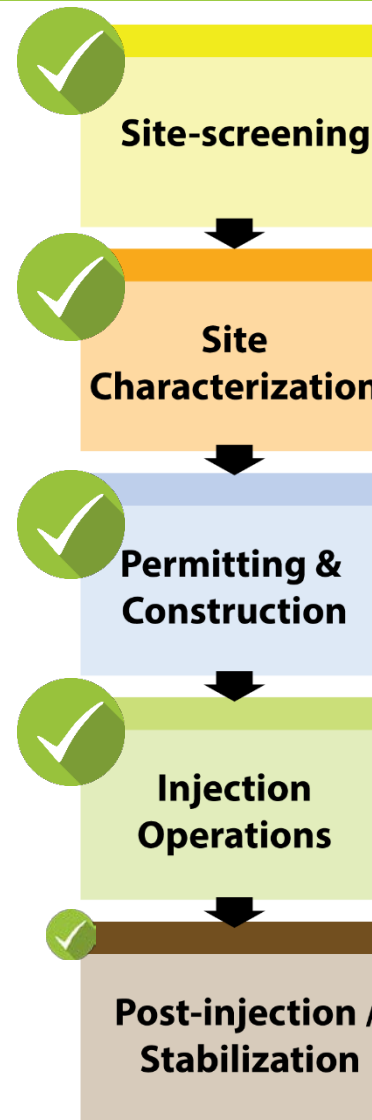 Site-screening
Site
Characterization
Permitting &
Construction
Injection
Operations
Post-injection /
Stabilization